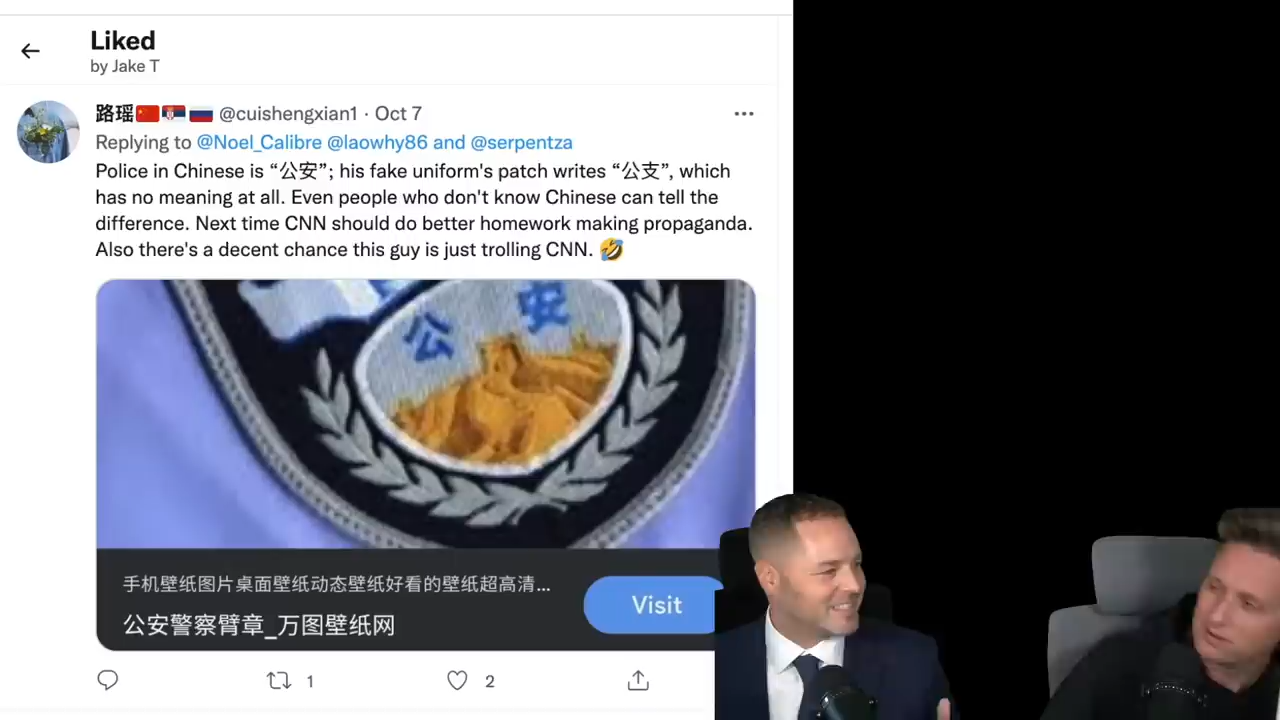 Liked
by Jake T
路瑶🇨🇳🇷🇸🇷🇺 @cuishengxian1 · Oct 7
Replying to @Noel_Calibre @laowhy86 and @serpentza
Police in Chinese is “公安”; his fake uniform's patch writes “公支”, which
has no meaning at all. Even people who don't know Chinese can tell the
difference. Next time CNN should do better homework making propaganda.
Also there's a decent chance this guy is just trolling CNN. 🤣
公安
手机壁纸图片桌面壁纸动态壁纸好看的壁纸超高清...
公安警察臂章_万图壁纸网
Visit
1
2